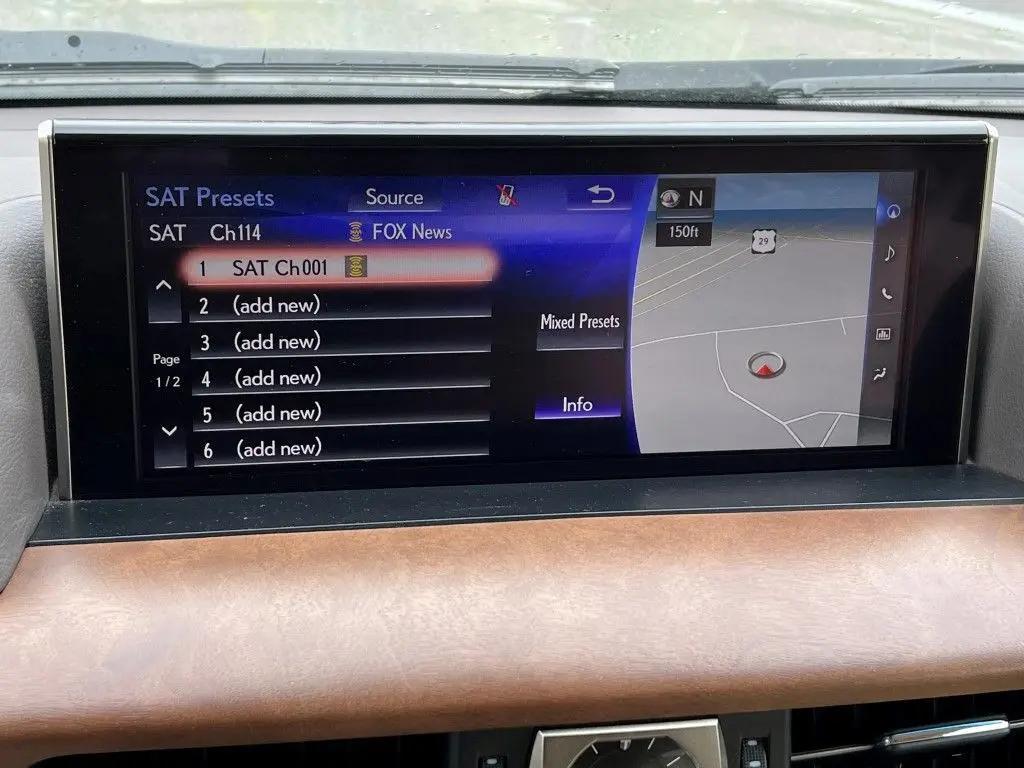 SAT Presets
Source
SAT Ch114 FOX News
1 SAT Ch001
2 (add new)
3 (add new)
4 (add new)
5 (add new)
6 (add new)
Page
1/2
Mixed Presets
Info
N
150ft
29